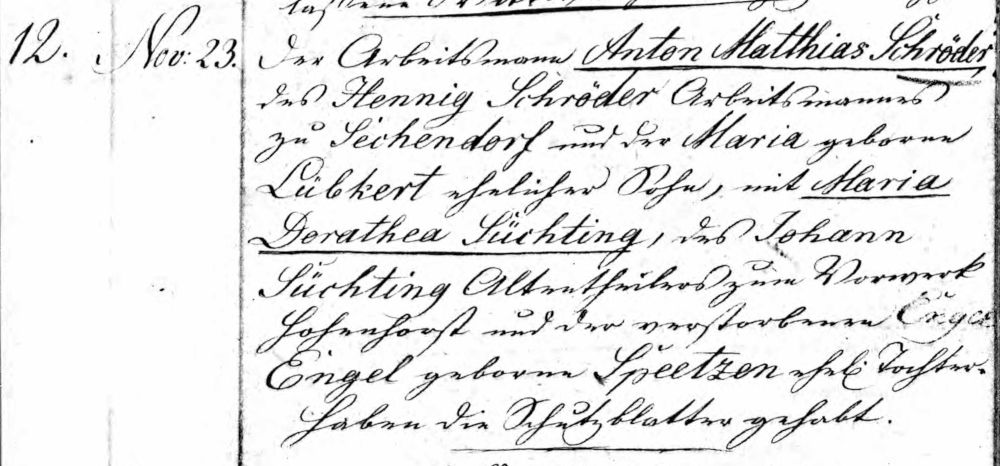 12. Nov: 23. Der Arbeitsmann Anton Matthias Schröder,
des Hennig Schröder Arbeitsmannes
zu Sechendorf und der Maria geborne
Lübkert ehelicher Sohn, mit Maria
Dorathea Süchting, des Johann
Süchting Altentheilers zum Vorwerk
Hohenhorst und der verstorbenen
Engel geborne Speetzen ehel: Tochter.
haben die Schutzblattern gehabt.